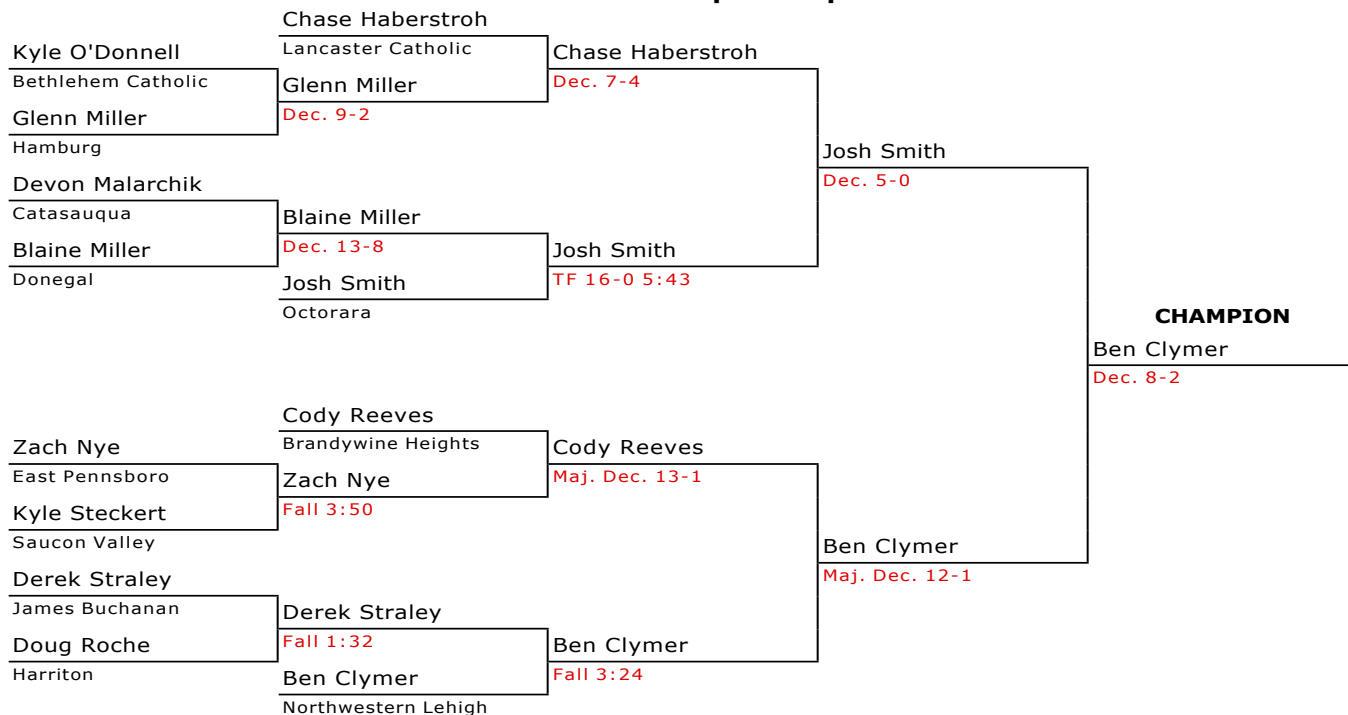 Chase Haberstroh
Kyle O'Donnell
Lancaster Catholic
Chase Haberstroh
Bethlehem Catholic
Glenn Miller
Dec. 7-4
Glenn Miller
Dec. 9-2
Hamburg
Josh Smith
Devon Malarchik
Dec. 5-0
Catasauqua
Blaine Miller
Blaine Miller
Dec. 13-8
Josh Smith
Donegal
Josh Smith
TF 16-0 5:43
Octorara
CHAMPION
Ben Clymer
Dec. 8-2
Cody Reeves
Zach Nye
Brandywine Heights
Cody Reeves
East Pennsboro
Zach Nye
Maj. Dec. 13-1
Kyle Steckert
Fall 3:50
Saucon Valley
Ben Clymer
Derek Straley
Maj. Dec. 12-1
James Buchanan
Derek Straley
Doug Roche
Fall 1:32
Ben Clymer
Harriton
Ben Clymer
Fall 3:24
Northwestern Lehigh